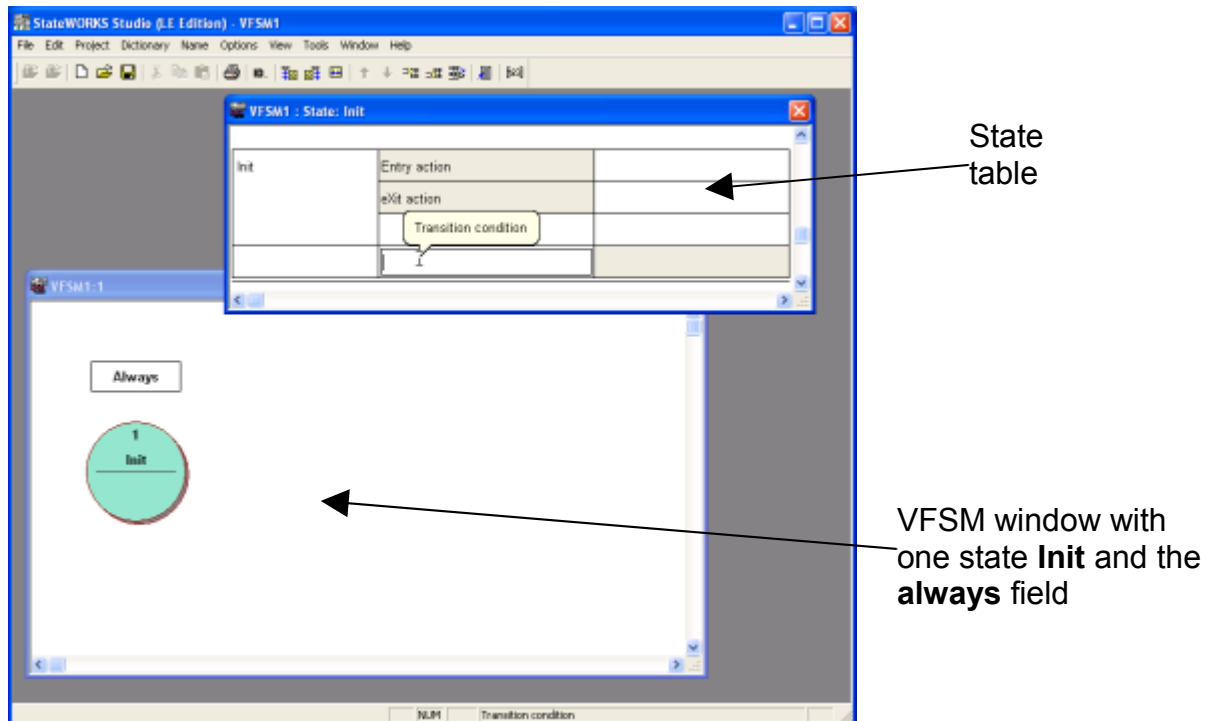 StateWORKS Studio (LE Edition) - VFSM1
File Edit Project Dictionary Name Options View Tools Window Help
VFSM1 : State: Init
Init
Entry action
eXit action
Transition condition
State
table
VFSM1:1
Always
1
Init
VFSM window with
one state Init and the
always field
NUM
Transition condition